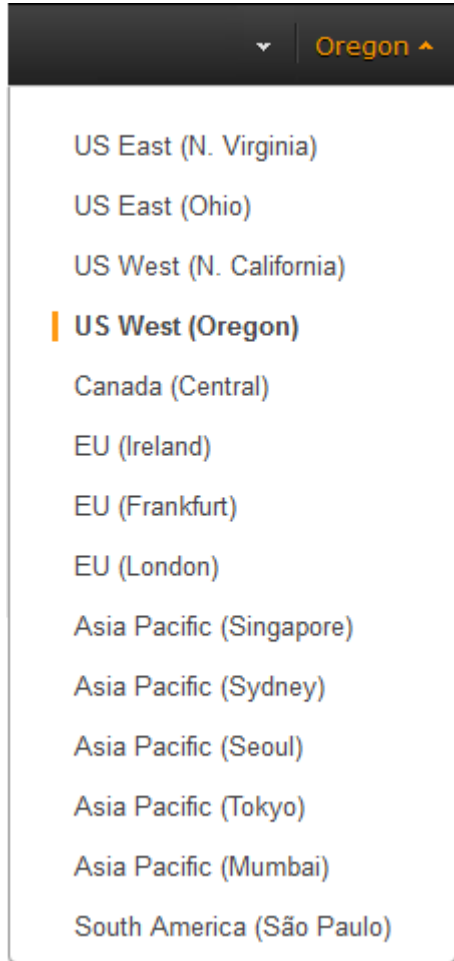 Oregon
US East (N. Virginia)
US East (Ohio)
US West (N. California)
US West (Oregon)
Canada (Central)
EU (Ireland)
EU (Frankfurt)
EU (London)
Asia Pacific (Singapore)
Asia Pacific (Sydney)
Asia Pacific (Seoul)
Asia Pacific (Tokyo)
Asia Pacific (Mumbai)
South America (São Paulo)